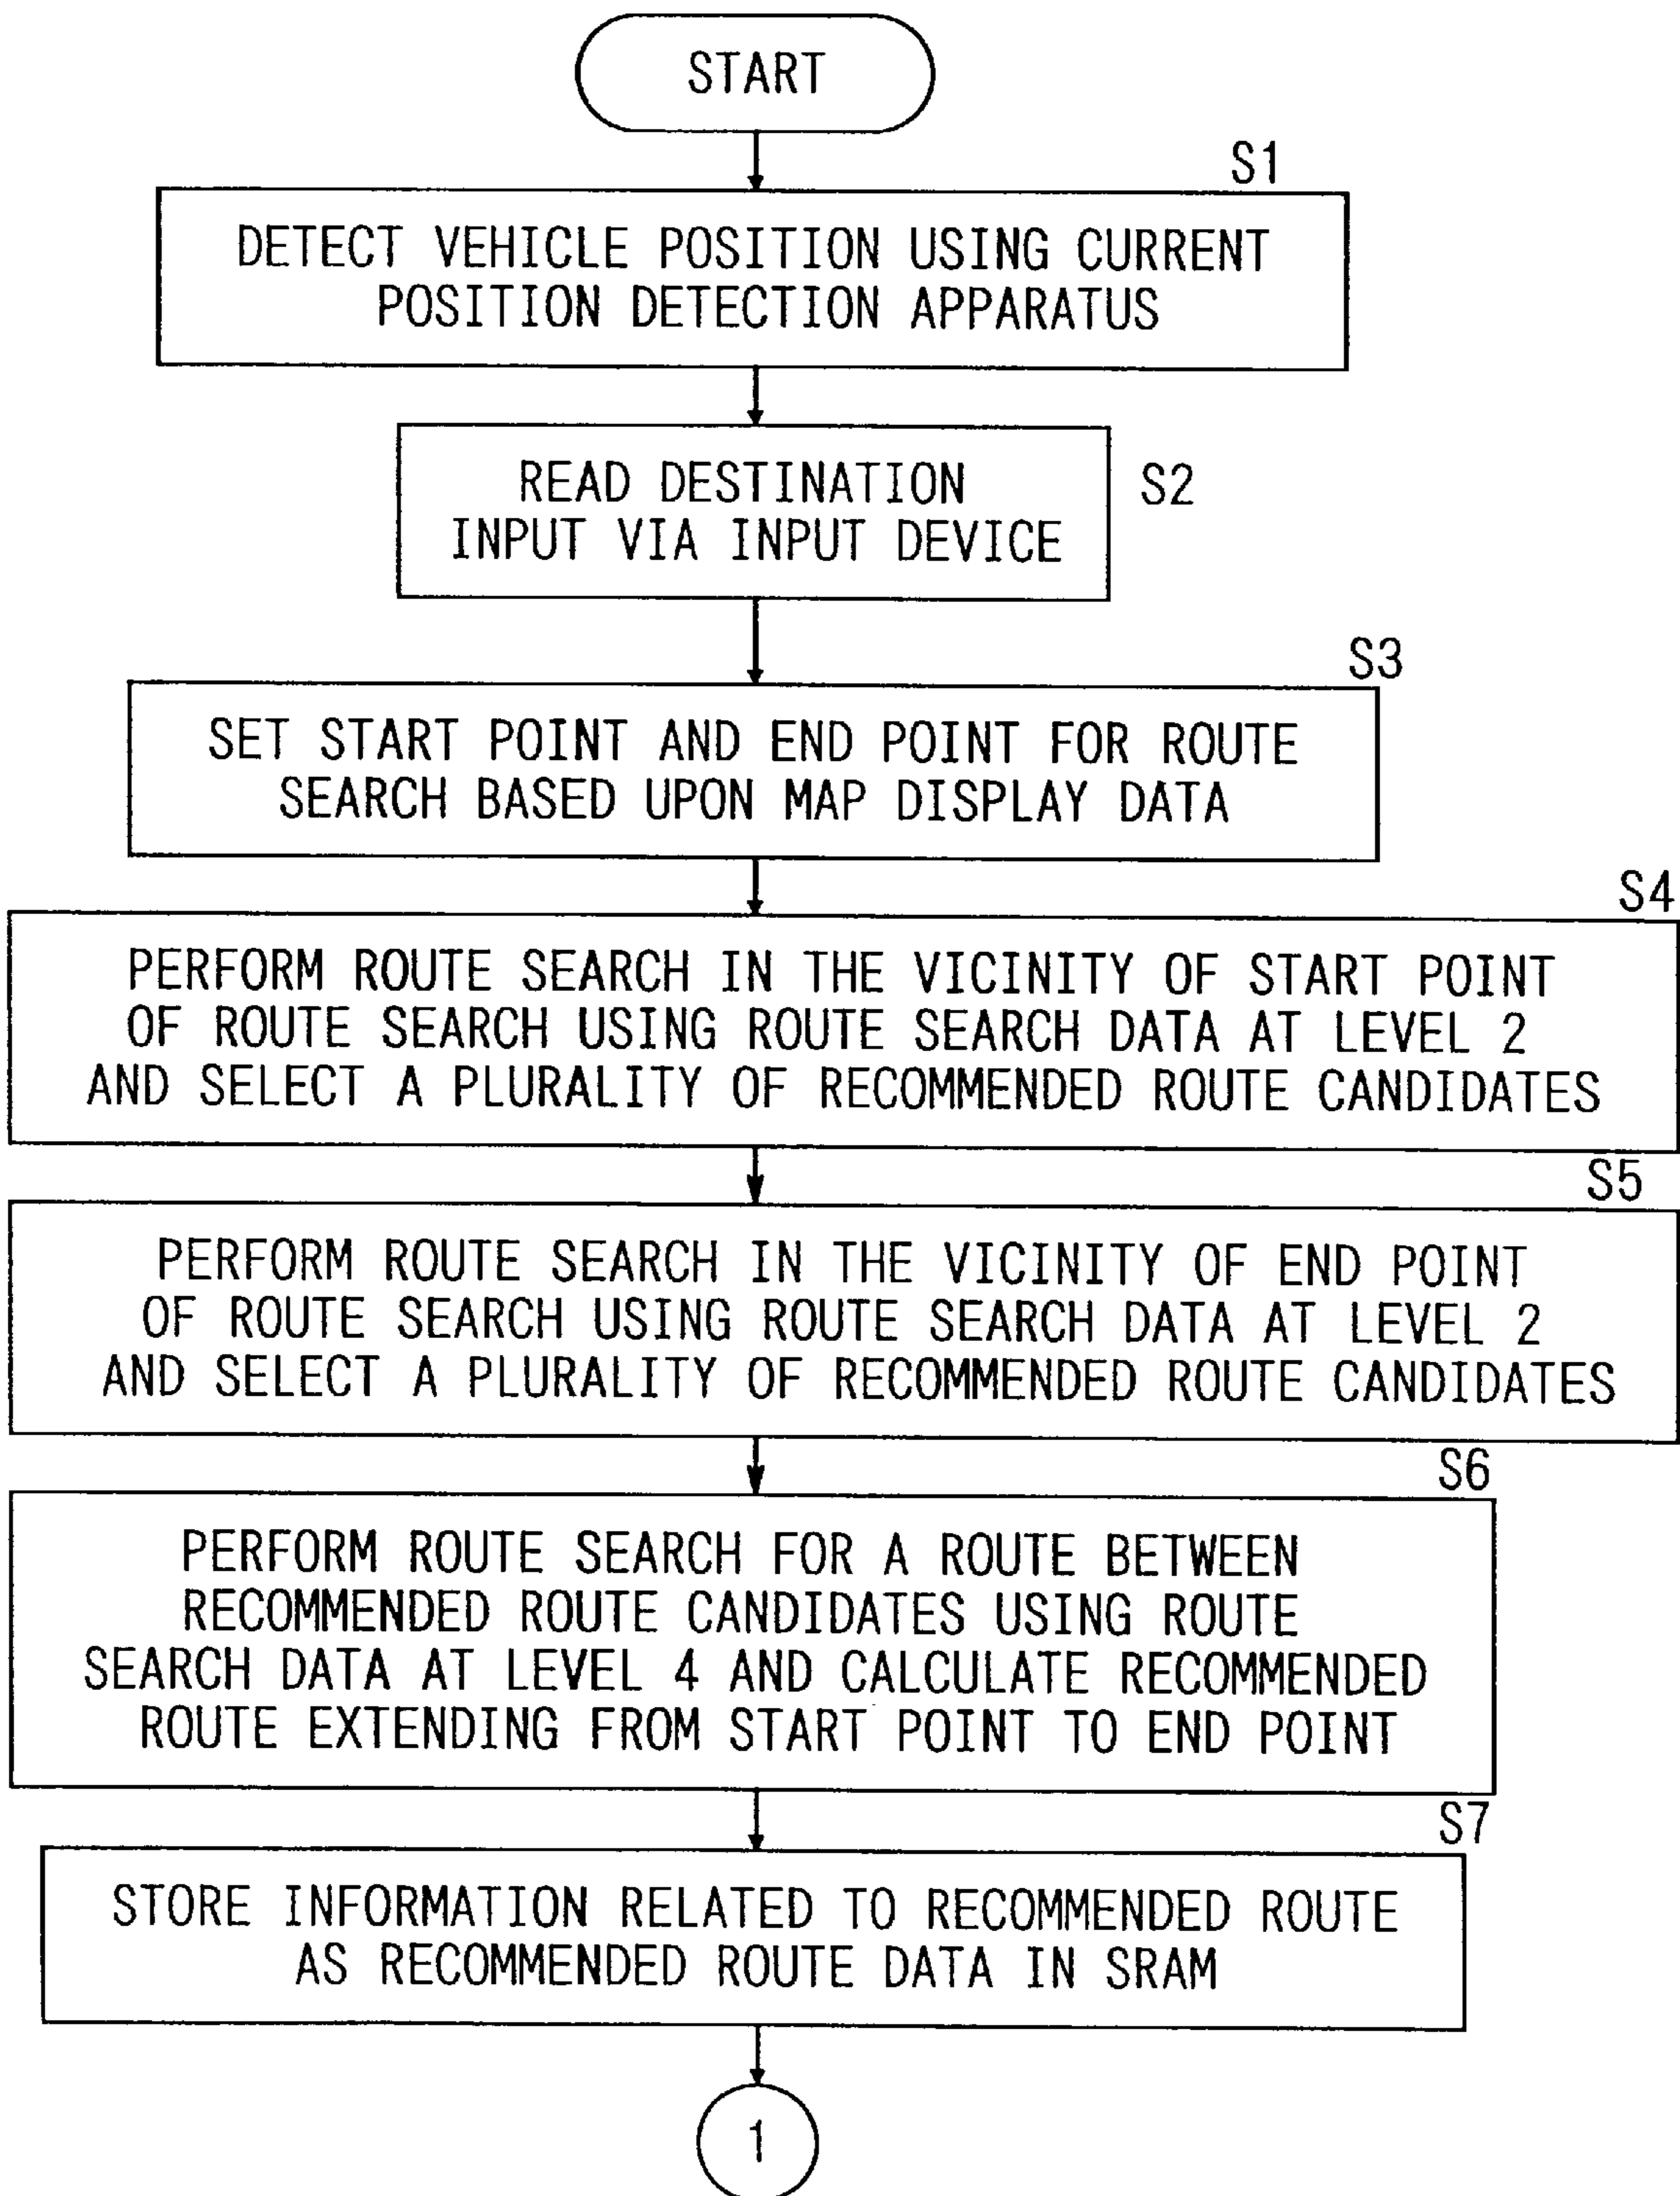 START
S1
DETECT VEHICLE POSITION USING CURRENT
POSITION DETECTION APPARATUS
READ DESTINATION
INPUT VIA INPUT DEVICE
S2
S3
SET START POINT AND END POINT FOR ROUTE
SEARCH BASED UPON MAP DISPLAY DATA
S4
PERFORM ROUTE SEARCH IN THE VICINITY OF START POINT
OF ROUTE SEARCH USING ROUTE SEARCH DATA AT LEVEL 2
AND SELECT A PLURALITY OF RECOMMENDED ROUTE CANDIDATES
S5
PERFORM ROUTE SEARCH IN THE VICINITY OF END POINT
OF ROUTE SEARCH USING ROUTE SEARCH DATA AT LEVEL 2
AND SELECT A PLURALITY OF RECOMMENDED ROUTE CANDIDATES
S6
PERFORM ROUTE SEARCH FOR A ROUTE BETWEEN
RECOMMENDED ROUTE CANDIDATES USING ROUTE
SEARCH DATA AT LEVEL 4 AND CALCULATE RECOMMENDED
ROUTE EXTENDING FROM START POINT TO END POINT
S7
STORE INFORMATION RELATED TO RECOMMENDED ROUTE
AS RECOMMENDED ROUTE DATA IN SRAM
1